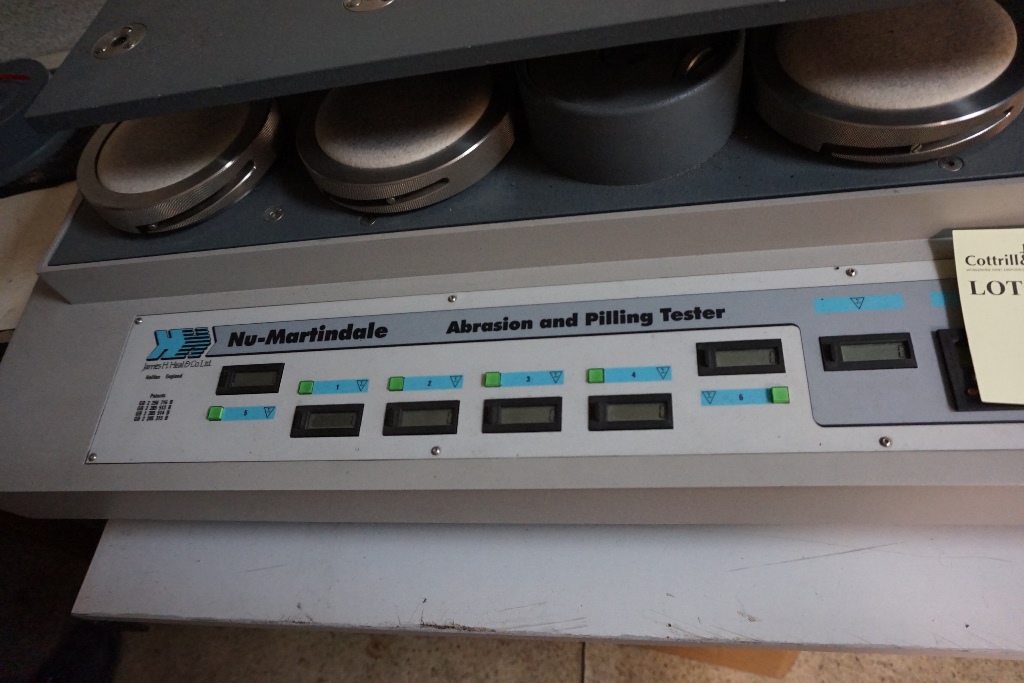 Nu-Martindale
Abrasion and Pilling Tester
James H. Heal & Co Ltd.
Halifax England
Patents
1
2
3
4
5
6
Cottrill&
LOT